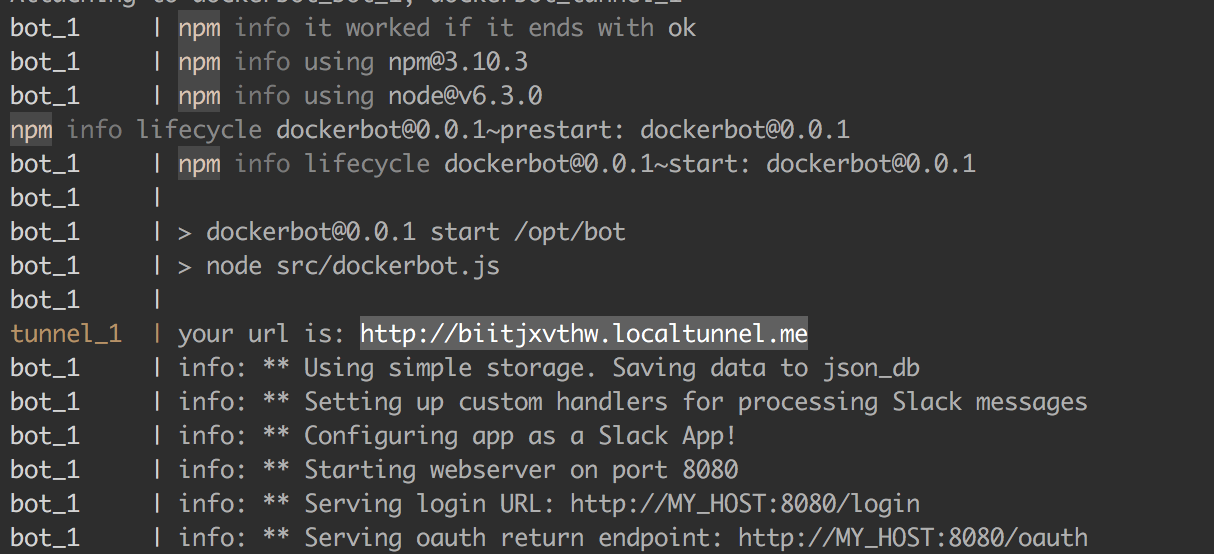 Attaching to dockerbot_bot_1, dockerbot_tunnel_1
bot_1 | npm info it worked if it ends with ok
bot_1 | npm info using npm@3.10.3
bot_1 | npm info using node@v6.3.0
npm info lifecycle dockerbot@0.0.1~prestart: dockerbot@0.0.1
bot_1 | npm info lifecycle dockerbot@0.0.1~start: dockerbot@0.0.1
bot_1 |
bot_1 | > dockerbot@0.0.1 start /opt/bot
bot_1 | > node src/dockerbot.js
bot_1 |
tunnel_1 | your url is: http://biitjxvthw.localtunnel.me
bot_1 | info: ** Using simple storage. Saving data to json_db
bot_1 | info: ** Setting up custom handlers for processing Slack messages
bot_1 | info: ** Configuring app as a Slack App!
bot_1 | info: ** Starting webserver on port 8080
bot_1 | info: ** Serving login URL: http://MY_HOST:8080/login
bot_1 | info: ** Serving oauth return endpoint: http://MY_HOST:8080/oauth